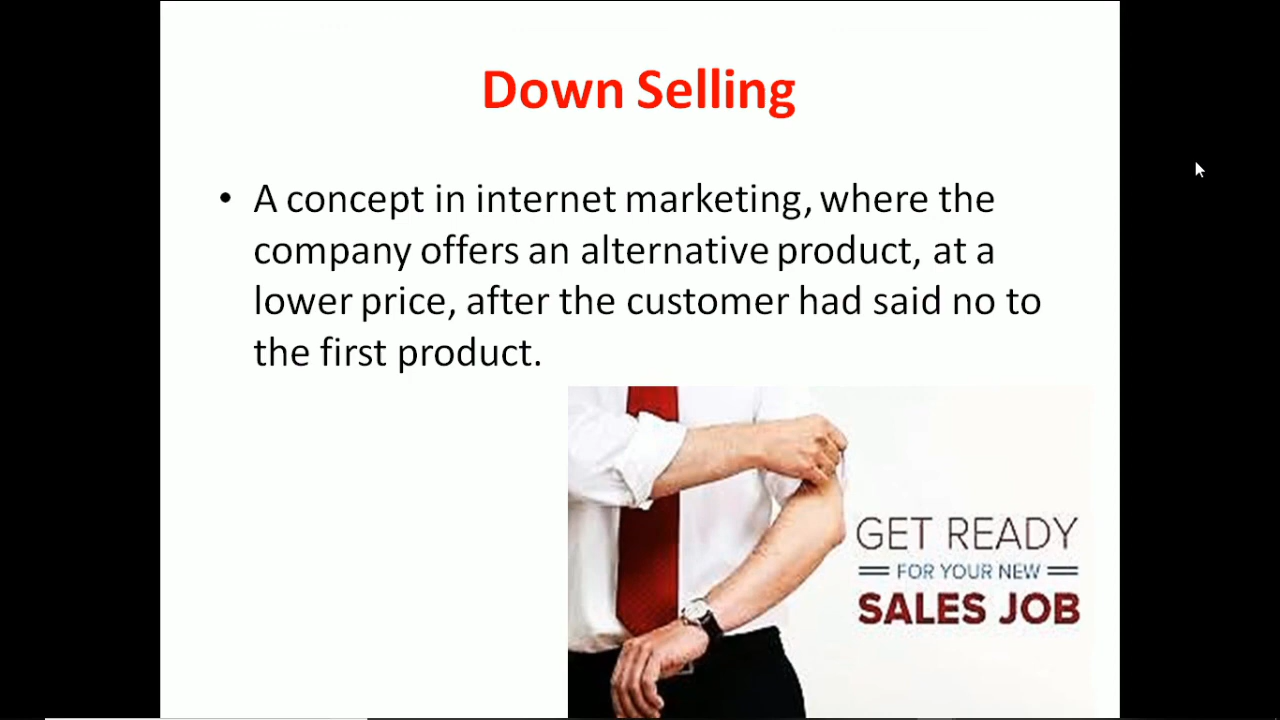 Down Selling
• A concept in internet marketing, where the
company offers an alternative product, at a
lower price, after the customer had said no to
the first product.
GET READY
FOR YOUR NEW
SALES JOB